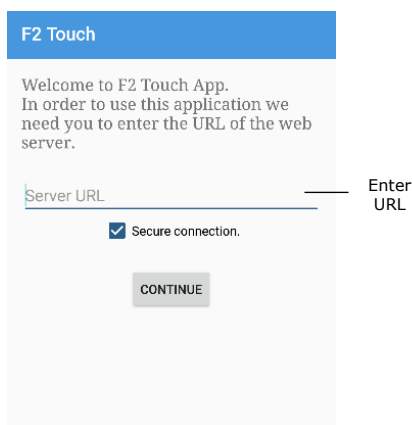 F2 Touch
Welcome to F2 Touch App.
In order to use this application we
need you to enter the URL of the web
server.
Server URL
Enter
URL
Secure connection.
CONTINUE